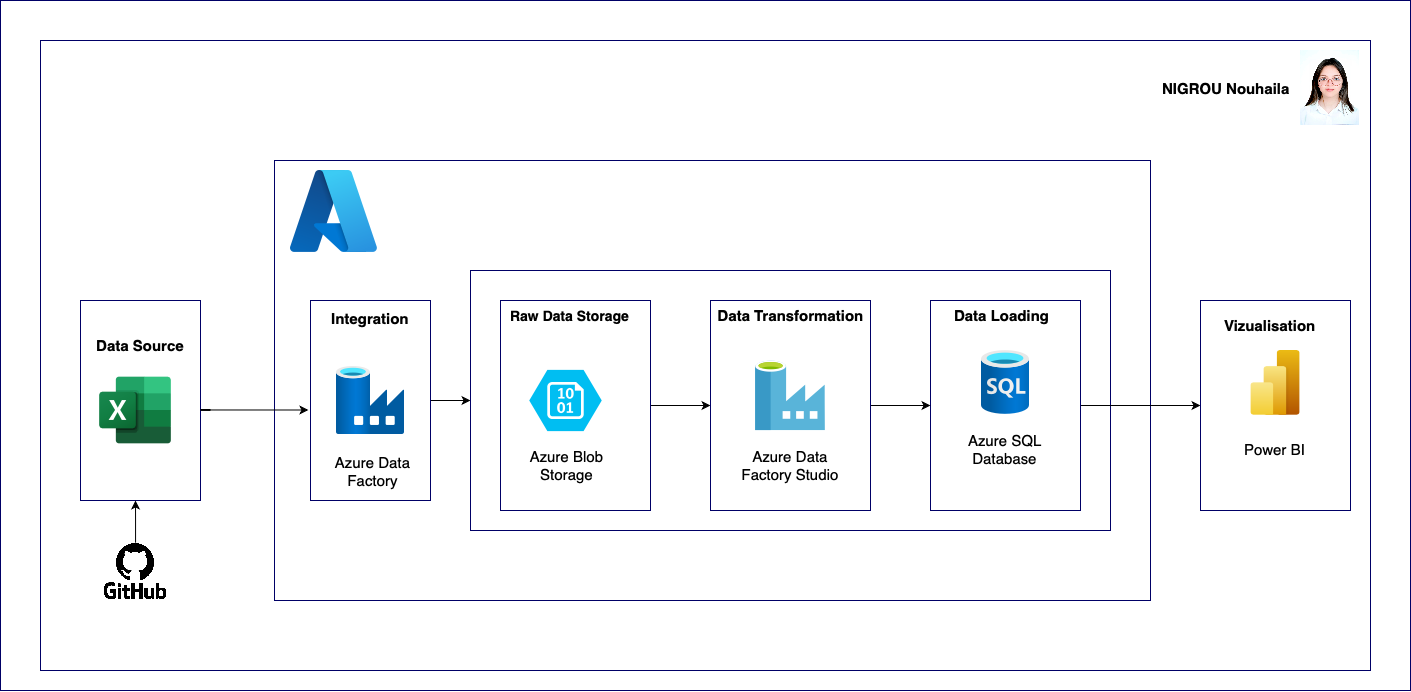 NIGROU Nouhaila
Data Source
X
GitHub
Integration
Azure Data
Factory
Raw Data Storage
10
01
Azure Blob
Storage
Data Transformation
Azure Data
Factory Studio
Data Loading
SQL
Azure SQL
Database
Vizualisation
Power BI